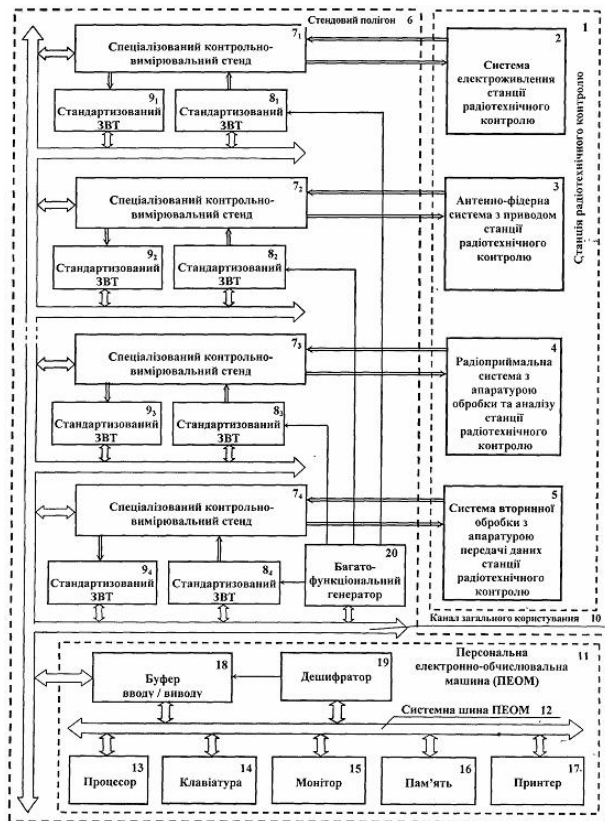 Стендовий полігон 6
7₁
Спеціалізований контрольно-
вимірювальний стенд
9₁
Стандартизований
ЗВТ
8₁
Стандартизований
ЗВТ
7₂
Спеціалізований контрольно-
вимірювальний стенд
9₂
Стандартизований
ЗВТ
8₂
Стандартизований
ЗВТ
7₃
Спеціалізований контрольно-
вимірювальний стенд
9₃
Стандартизований
ЗВТ
8₃
Стандартизований
ЗВТ
7₄
Спеціалізований контрольно-
вимірювальний стенд
9₄
Стандартизований
ЗВТ
8₄
Стандартизований
ЗВТ
20
Багато-
функціональний
генератор
1
Станція радіотехнічного контролю
2
Система
електроживлення
станції
радіотехнічного
контролю
3
Антенно-фідерна
система з приводом
станції
радіотехнічного
контролю
4
Радіоприймальна
система з
апаратурою
обробки та аналізу
станції
радіотехнічного
контролю
5
Система вторинної
обробки з
апаратурою
передачі даних
станції
радіотехнічного
контролю
Канал загального користування 10
Персональна 11
електронно-обчислювальна
машина (ПЕОМ)
18
Буфер
вводу / виводу
19
Дешифратор
Системна шина ПЕОМ 12
13
Процесор
14
Клавіатура
15
Монітор
16
Пам'ять
17
Принтер